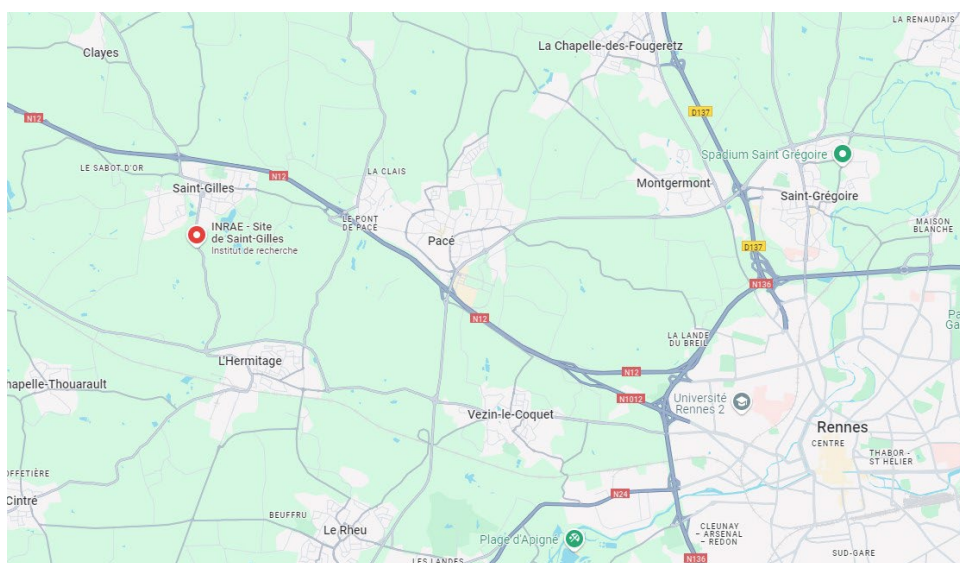 LA RENAUDAIS
Clayes
La Chapelle-des-Fougeretz
N12
D137
LE SABOT D'OR
N12
LA CLAIS
Spadium Saint Grégoire
Saint-Gilles
Montgermont
Saint-Grégoire
LE PONT
DE PACÉ
INRAE - Site
de Saint-Gilles
Institut de recherche
Pacé
D137
MAISON
BLANCHE
N136
N12
LA LANDE
DU BREIL
L'Hermitage
N12
hapelle-Thouarault
N1012
Université
Rennes 2
Vezin-le-Coquet
Rennes
CENTRE
THABOR -
ST HÉLIER
OFFETIÈRE
Cintré
N24
BEUFFRU
Le Rheu
CLEUNAY
- ARSENAL
- REDON
Plage d'Apigné
SUD-GARE
LES LANDES
N136